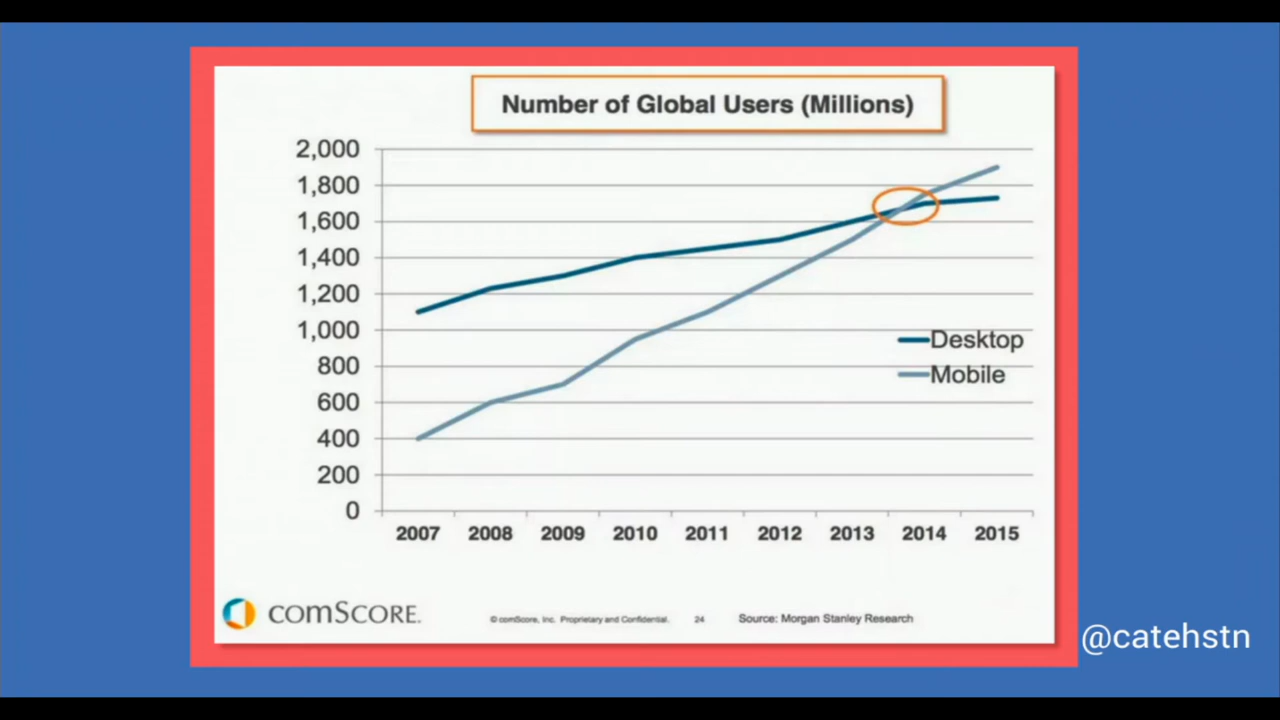 Number of Global Users (Millions)
2,000
1,800
1,600
1,400
1,200
1,000
800
600
400
200
0
Desktop
Mobile
2007 2008 2009 2010 2011 2012 2013 2014 2015
comScore.
© comScore, Inc. Proprietary and Confidential. 24 Source: Morgan Stanley Research
@catehstn